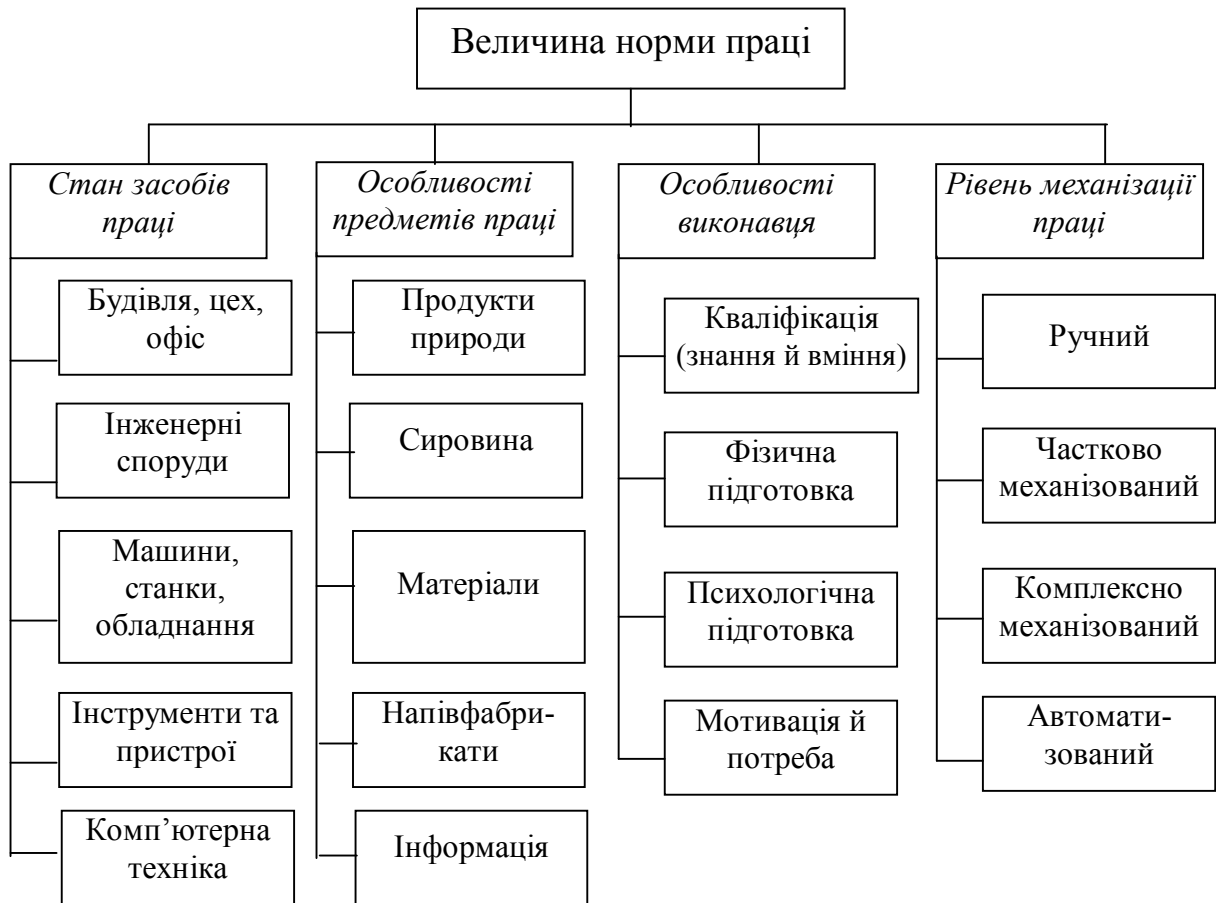 Величина норми праці
Стан засобів
праці
Будівля, цех,
офіс
Інженерні
споруди
Машини,
станки,
обладнання
Інструменти та
пристрої
Комп’ютерна
техніка
Особливості
предметів праці
Продукти
природи
Сировина
Матеріали
Напівфабри-
кати
Інформація
Особливості
виконавця
Кваліфікація
(знання й вміння)
Фізична
підготовка
Психологічна
підготовка
Мотивація й
потреба
Рівень механізації
праці
Ручний
Частково
механізований
Комплексно
механізований
Автомати-
зований